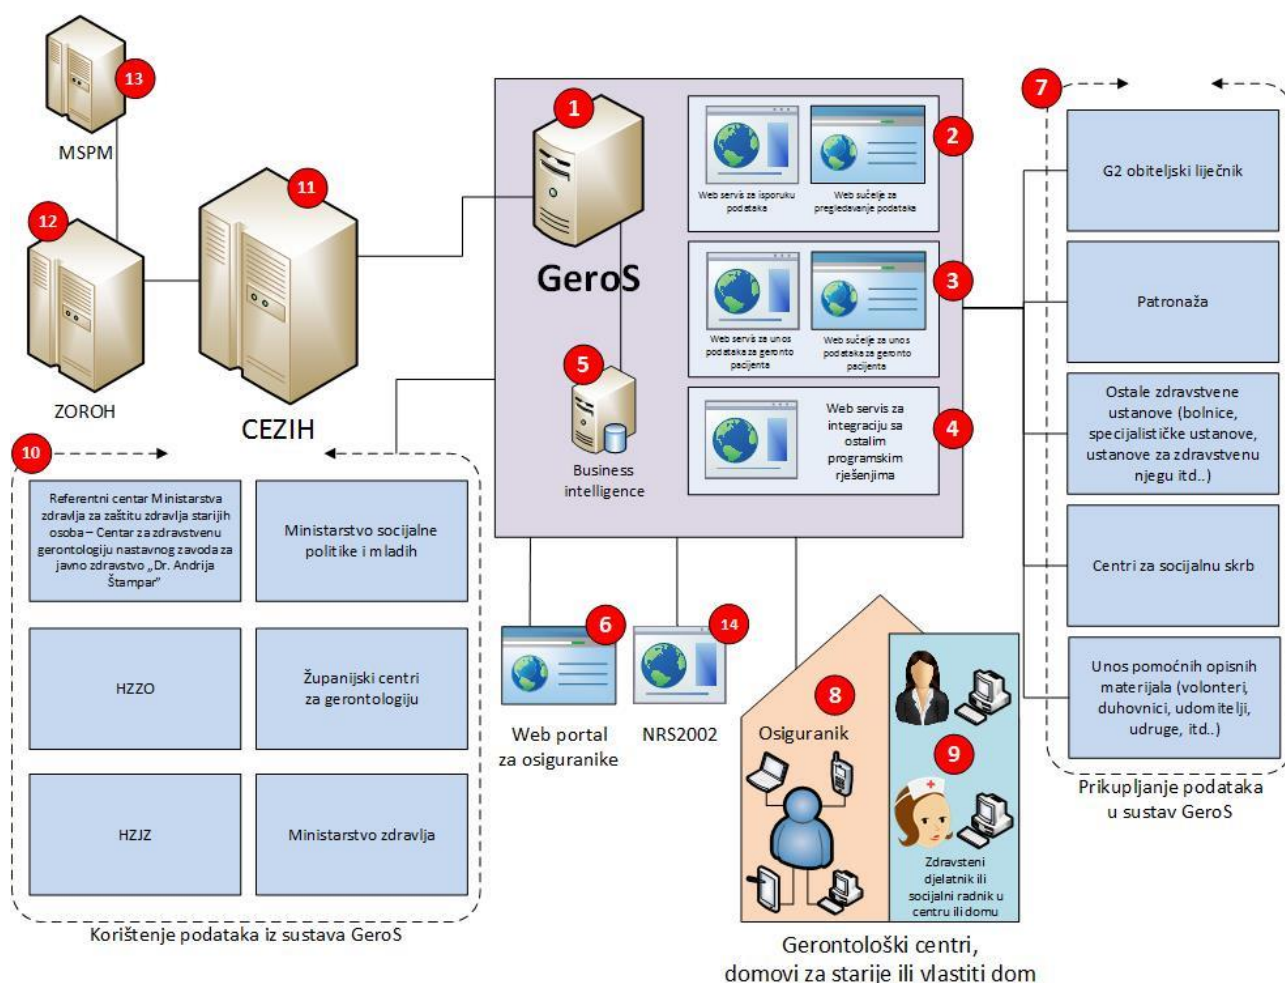 13
MSPM
12
ZOROH
11
CEZIH
1
GeroS
5
Business
intelligence
Web servis za isporuku
podataka
Web sučelje za
pregledavanje podataka
2
Web servis za unos
podataka za geronto
pacijenta
Web sučelje za unos
podataka za geronto
pacijenta
3
Web servis za
integraciju sa
ostalim
programskim
rješenjima
4
7
G2 obiteljski liječnik
Patronaža
Ostale zdravstvene
ustanove (bolnice,
specijalističke ustanove,
ustanove za zdravstvenu
njegu itd..)
Centri za socijalnu skrb
Unos pomoćnih opisnih
materijala (volonteri,
duhovnici, udomitelji,
udruge, itd..)
Prikupljanje podataka
u sustav GeroS
10
Referentni centar Ministarstva
zdravlja za zaštitu zdravlja starijih
osoba – Centar za zdravstvenu
gerontologiju nastavnog zavoda za
javno zdravstvo „Dr. Andrija
Štampar"
Ministarstvo socijalne
politike i mladih
HZZO
Županijski centri
za gerontologiju
HZJZ
Ministarstvo zdravlja
Korištenje podataka iz sustava GeroS
6
Web portal
za osiguranike
14
NRS2002
8
Osiguranik
9
Zdravsteni
djelatnik ili
socijalni radnik u
centru ili domu
Gerontološki centri,
domovi za starije ili vlastiti dom